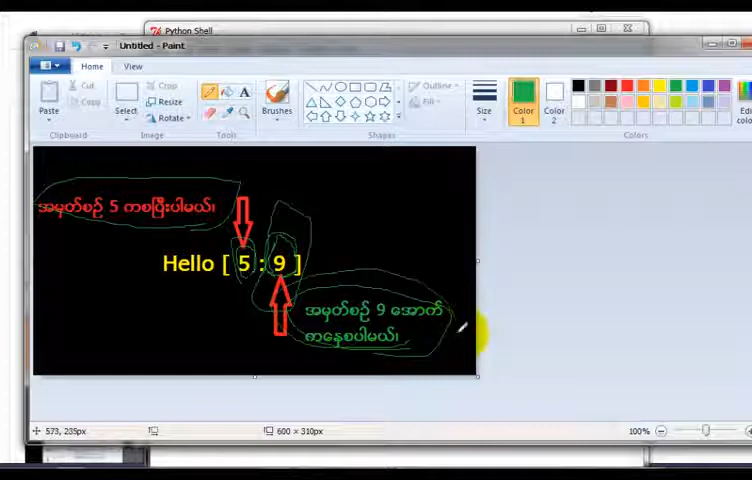 Python Shell
Untitled - Paint
Home View
Cut
Copy
Paste
Clipboard
Crop
Resize
Rotate
Select
Image
A
Tools
Brushes
Outline
Fill
Shapes
Size
Color 1
Color 2
Colors
အမှတ်စဉ် 5 ကစပြီးပါမယ်၊
Hello [ 5 : 9 ]
အမှတ်စဉ် 9 အောက်
ကနေစပါမယ်၊
573, 235px
600 × 310px
100%